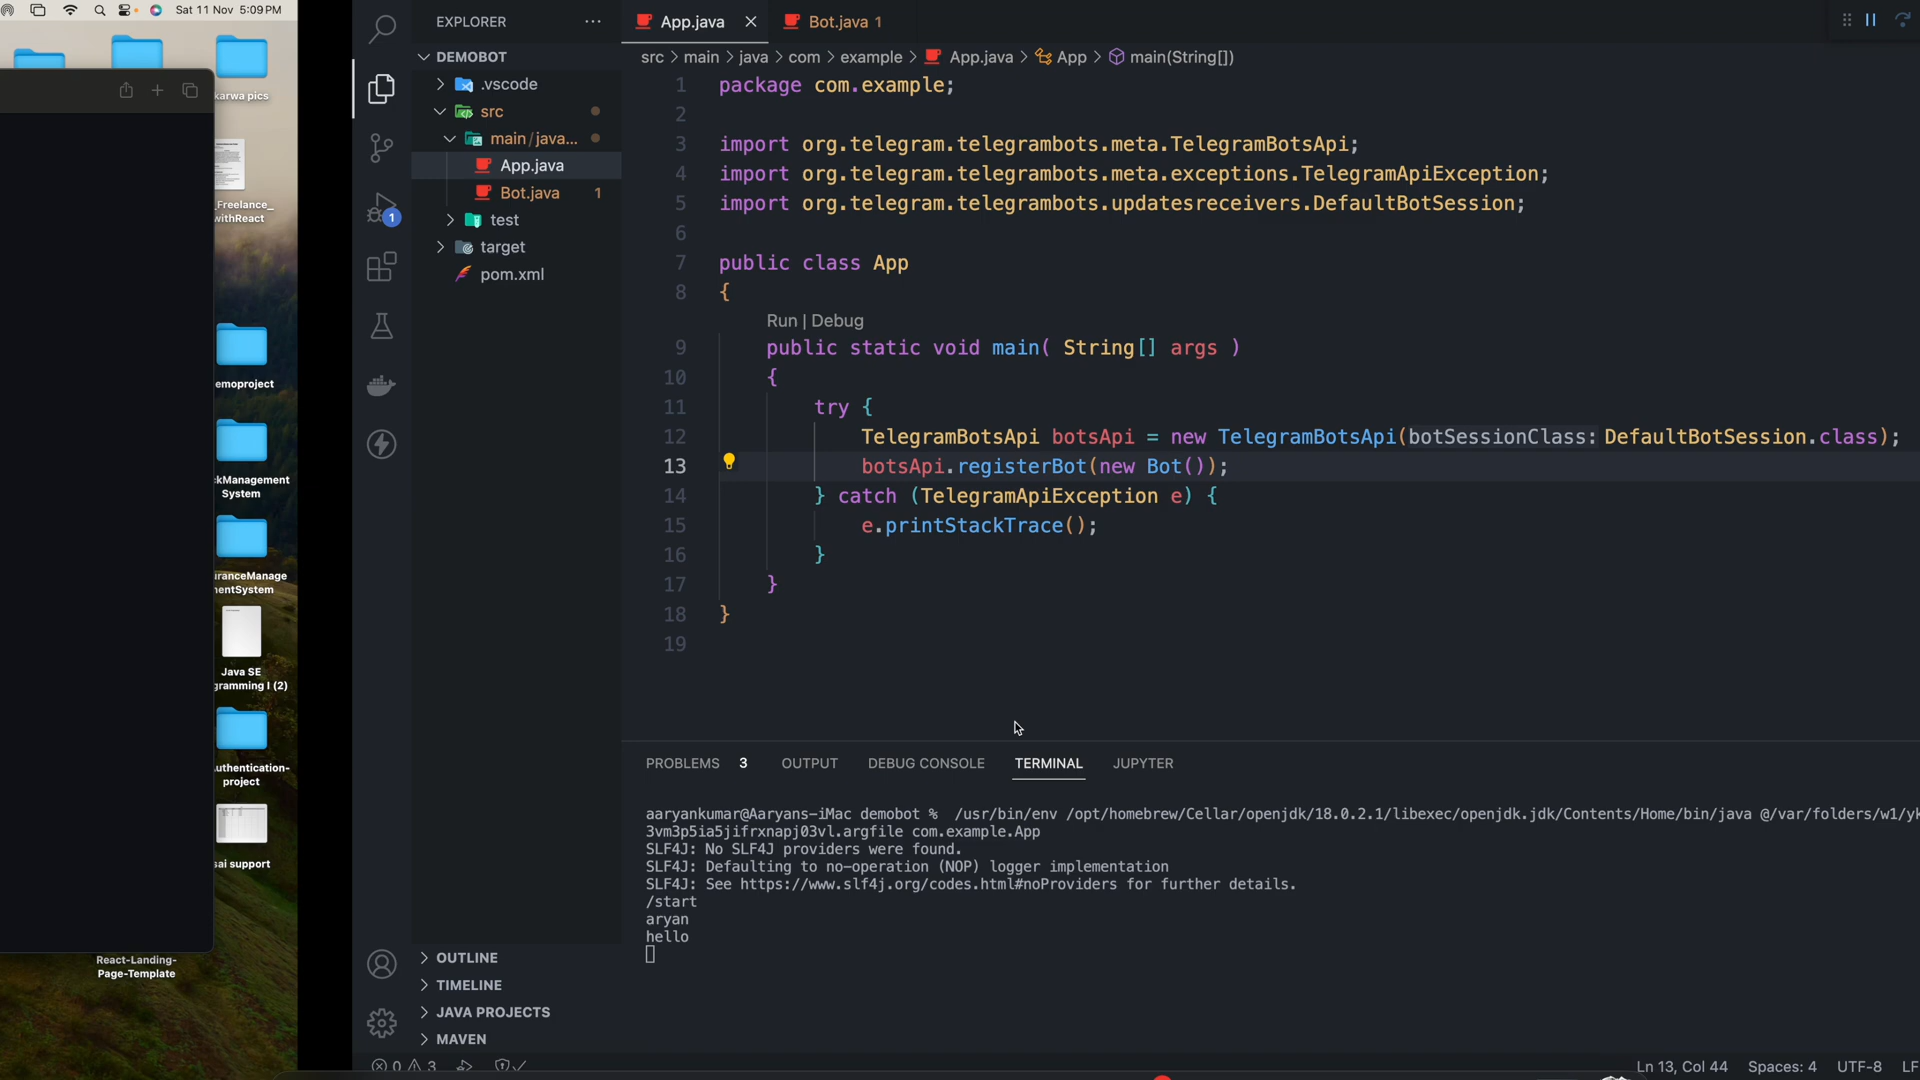 Sat 11 Nov 5:09 PM
karwa pics
_Freelance_
withReact
emoproject
ckManagement
System
uranceManage
mentSystem
Java SE
gramming I (2)
uthentication-
project
sai support
React-Landing-
Page-Template
EXPLORER
DEMOBOT
.vscode
src
main/java...
App.java
Bot.java 1
test
target
pom.xml
1
OUTLINE
TIMELINE
JAVA PROJECTS
MAVEN
App.java
Bot.java 1
src > main > java > com > example > App.java > App > main(String[])
1 package com.example;
2
3 import org.telegram.telegrambots.meta.TelegramBotsApi;
4 import org.telegram.telegrambots.meta.exceptions.TelegramApiException;
5 import org.telegram.telegrambots.updatesreceivers.DefaultBotSession;
6
7 public class App
8 {
Run | Debug
9 public static void main( String[] args )
10 {
11 try {
12 TelegramBotsApi botsApi = new TelegramBotsApi(botSessionClass:DefaultBotSession.class);
13 botsApi.registerBot(new Bot());
14 } catch (TelegramApiException e) {
15 e.printStackTrace();
16 }
17 }
18 }
19
PROBLEMS 3 OUTPUT DEBUG CONSOLE TERMINAL JUPYTER
aaryankumar@Aaryans-iMac demobot % /usr/bin/env /opt/homebrew/Cellar/openjdk/18.0.2.1/libexec/openjdk.jdk/Contents/Home/bin/java @/var/folders/w1/yk
3vm3p5ia5jifrxnapj03vl.argfile com.example.App
SLF4J: No SLF4J providers were found.
SLF4J: Defaulting to no-operation (NOP) logger implementation
SLF4J: See https://www.slf4j.org/codes.html#noProviders for further details.
/start
aryan
hello
0 3
Ln 13, Col 44 Spaces: 4 UTF-8 LF